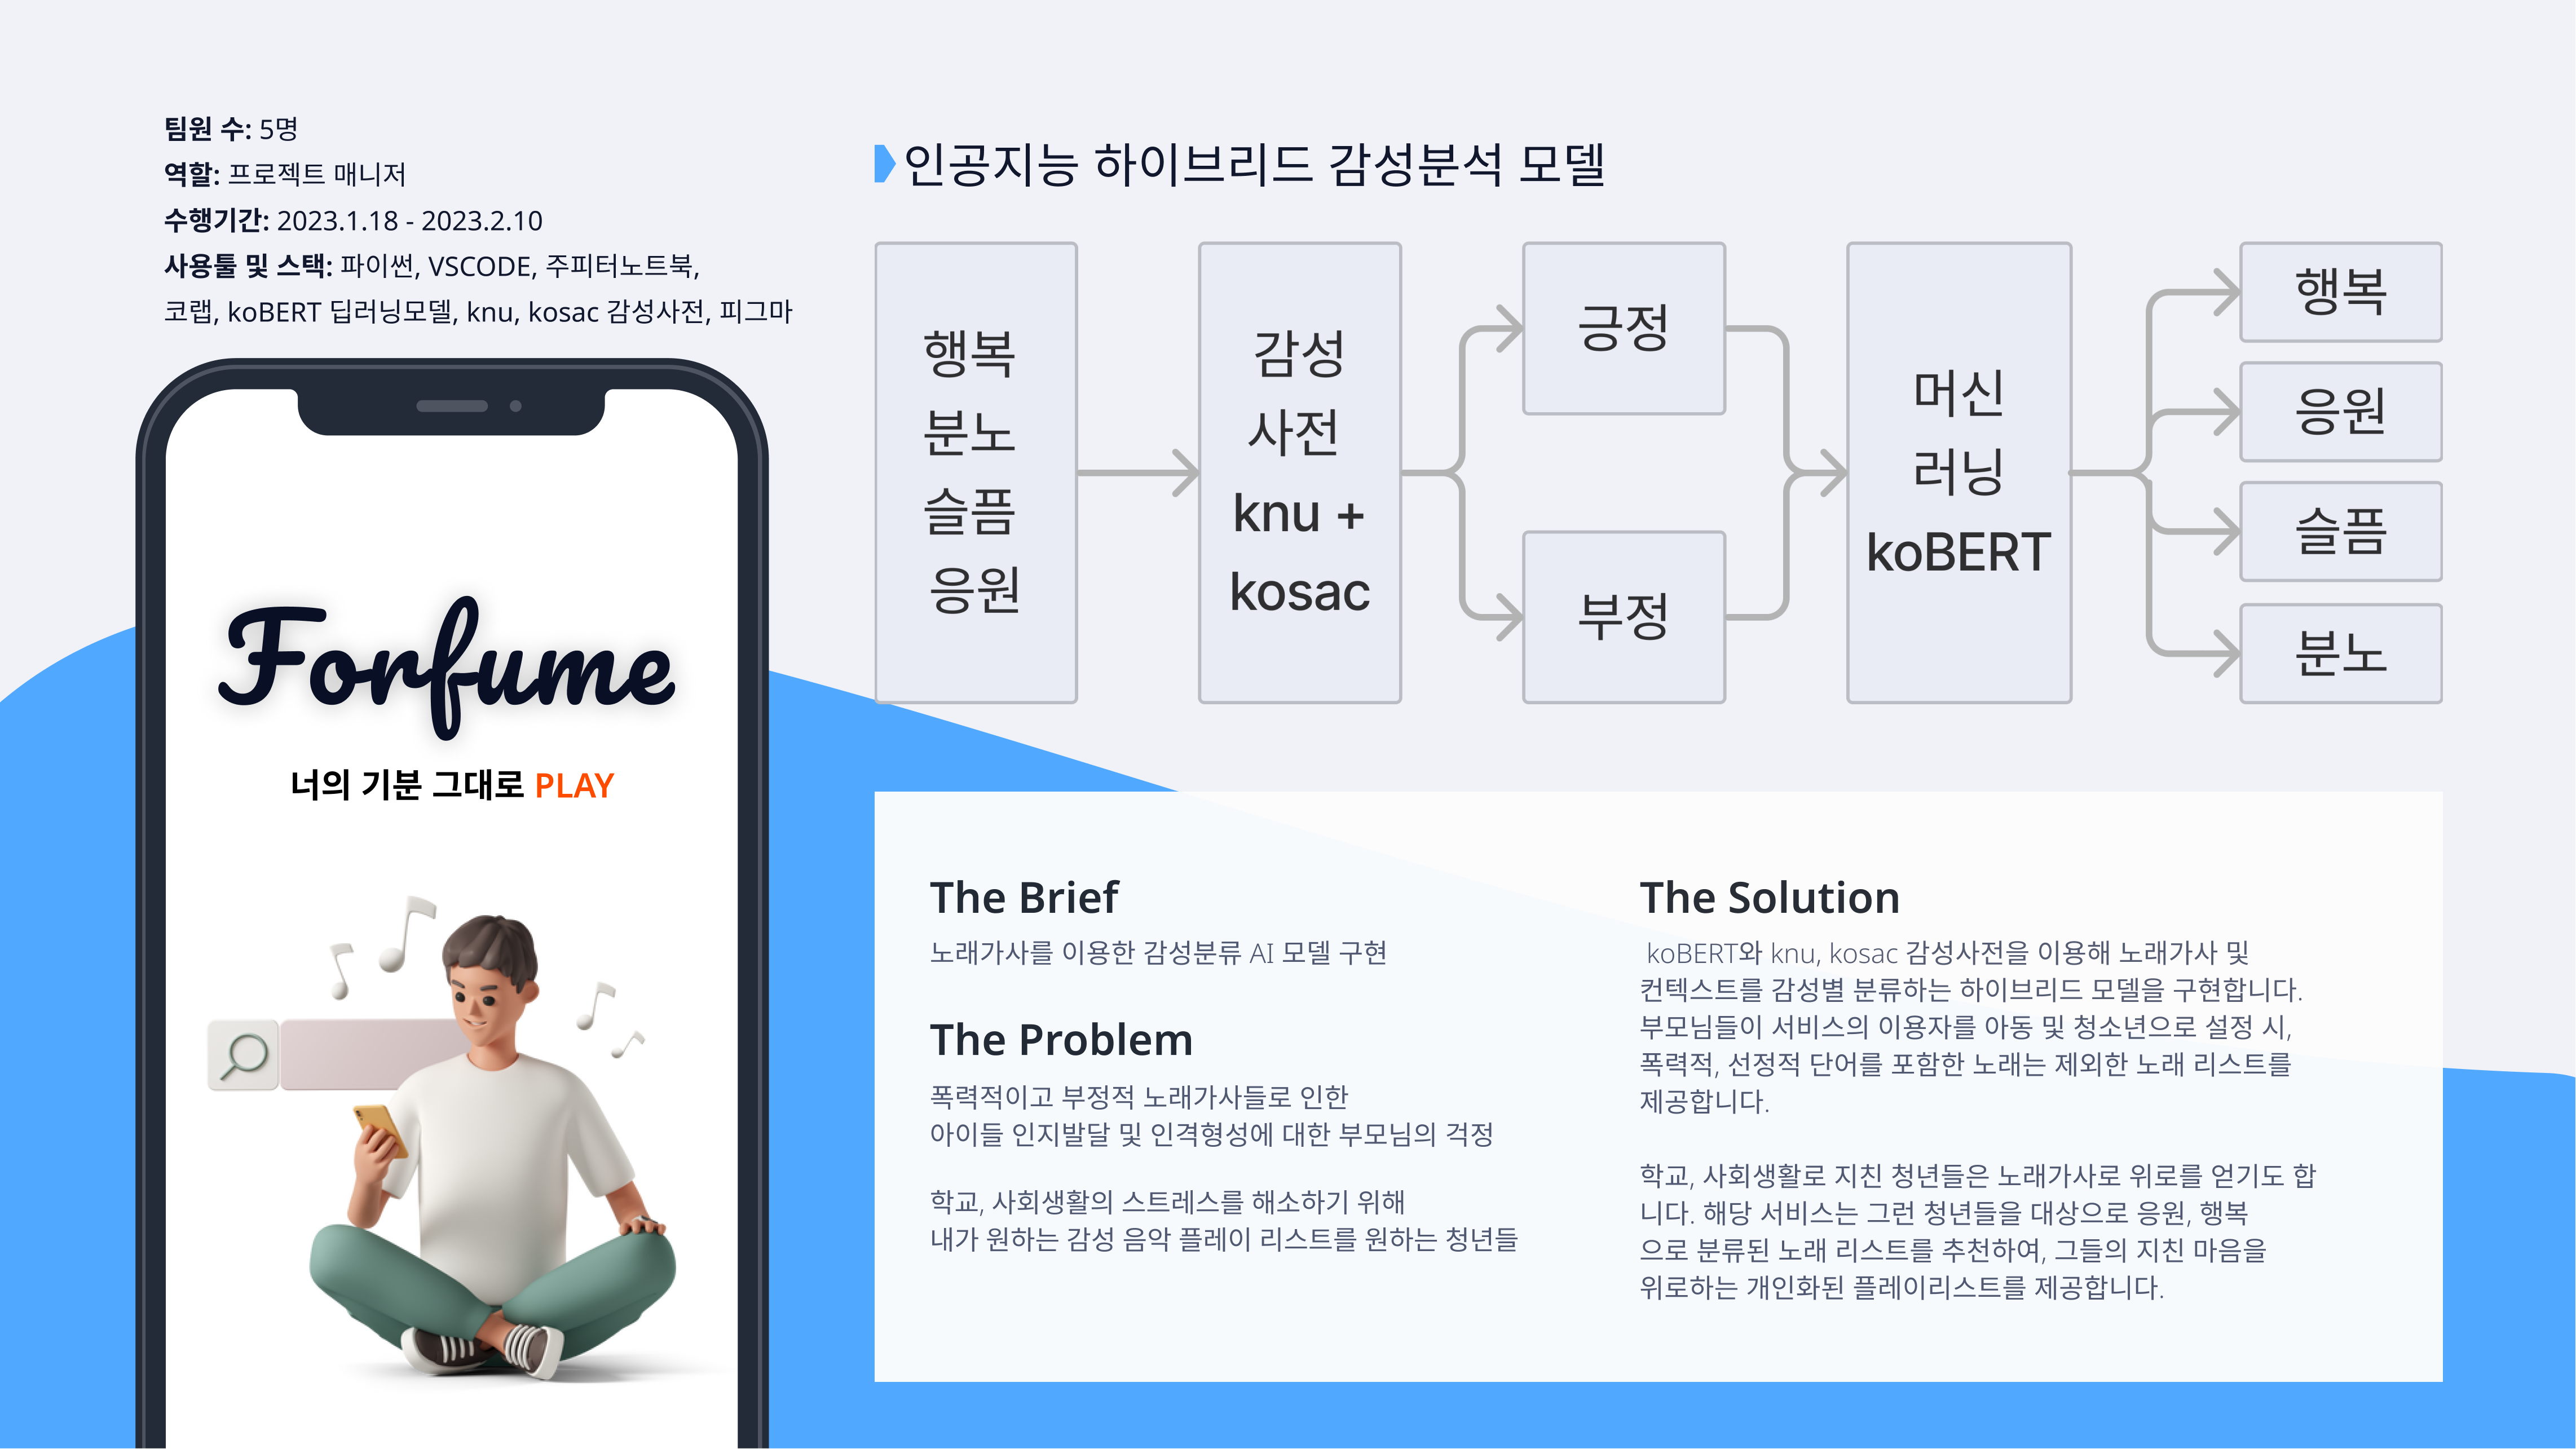 팀원 수: 5명
역할: 프로젝트 매니저
수행기간: 2023.1.18 - 2023.2.10
사용툴 및 스택: 파이썬, VSCODE, 주피터노트북,
코랩, koBERT 딥러닝모델, knu, kosac 감성사전, 피그마
Forfume
너의 기분 그대로 PLAY
인공지능 하이브리드 감성분석 모델
행복
분노
슬픔
응원
감성
사전
knu +
kosac
긍정
부정
머신
러닝
koBERT
행복
응원
슬픔
분노
The Brief
노래가사를 이용한 감성분류 AI 모델 구현
The Problem
폭력적이고 부정적 노래가사들로 인한
아이들 인지발달 및 인격형성에 대한 부모님의 걱정
학교, 사회생활의 스트레스를 해소하기 위해
내가 원하는 감성 음악 플레이 리스트를 원하는 청년들
The Solution
koBERT와 knu, kosac 감성사전을 이용해 노래가사 및
컨텍스트를 감성별 분류하는 하이브리드 모델을 구현합니다.
부모님들이 서비스의 이용자를 아동 및 청소년으로 설정 시,
폭력적, 선정적 단어를 포함한 노래는 제외한 노래 리스트를
제공합니다.
학교, 사회생활로 지친 청년들은 노래가사로 위로를 얻기도 합
니다. 해당 서비스는 그런 청년들을 대상으로 응원, 행복
으로 분류된 노래 리스트를 추천하여, 그들의 지친 마음을
위로하는 개인화된 플레이리스트를 제공합니다.